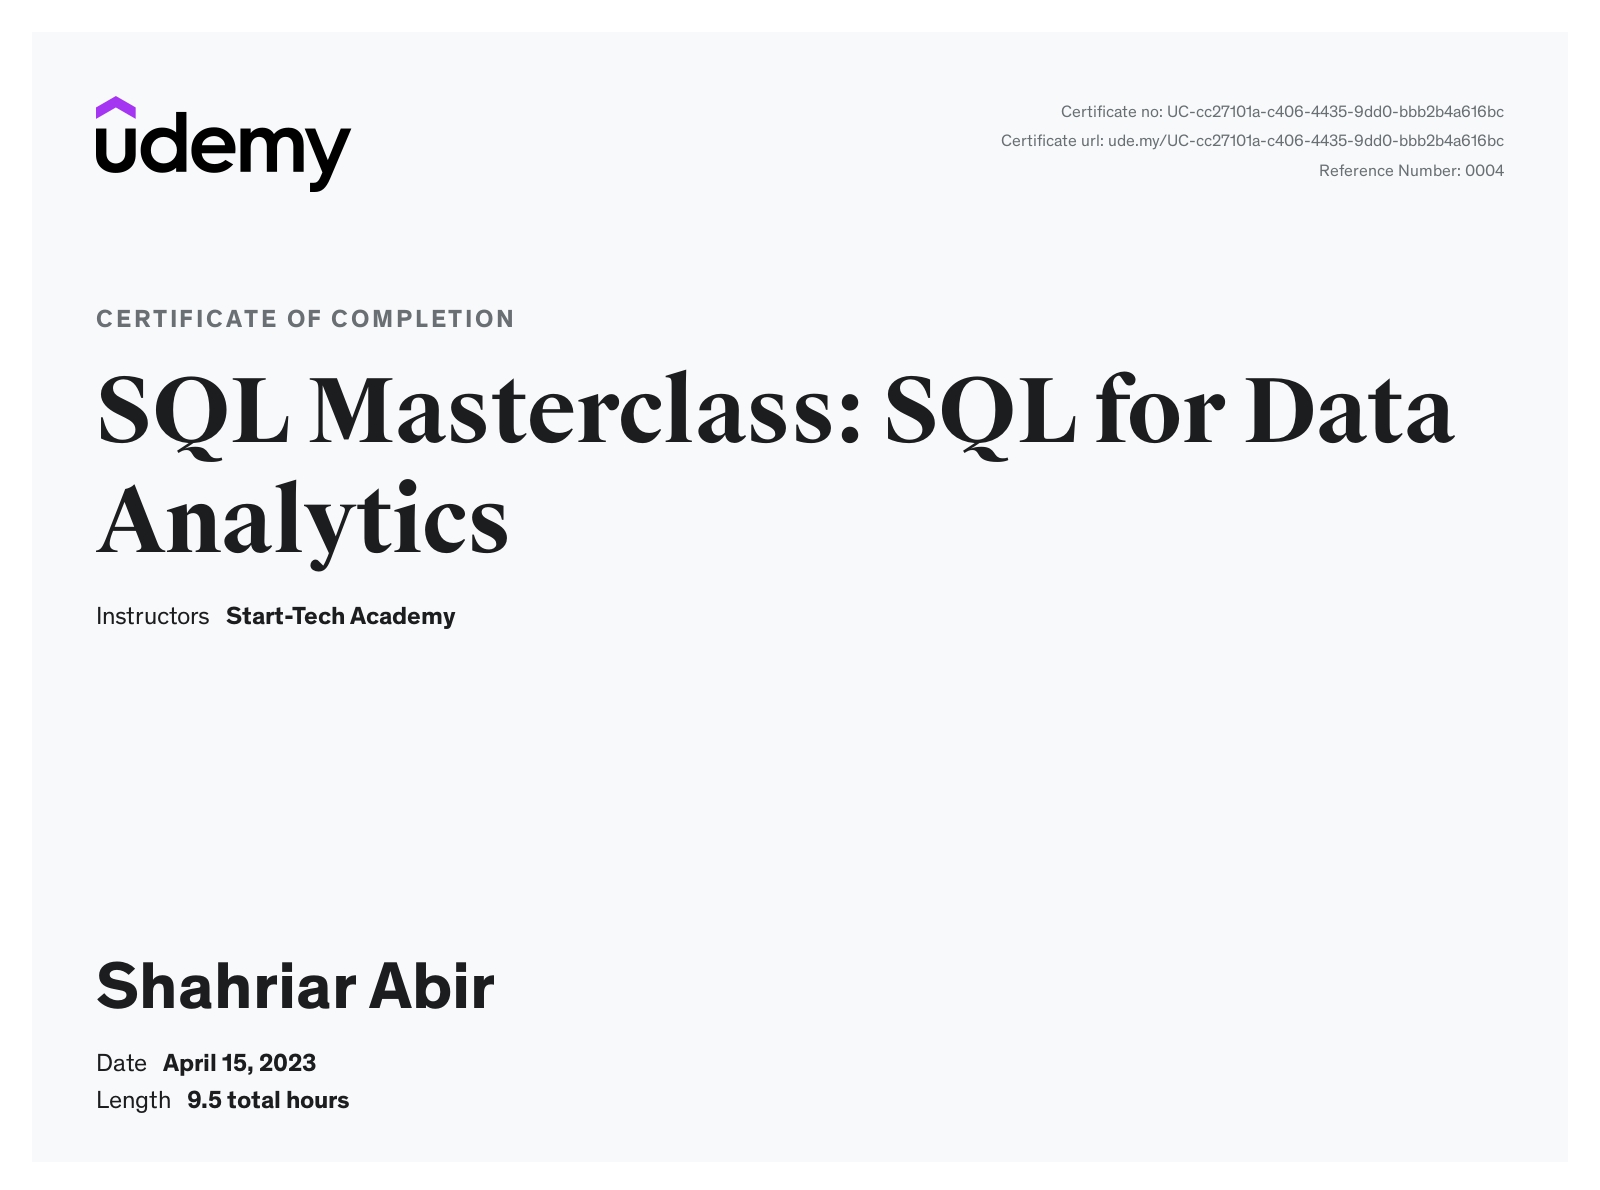 udemy
Certificate no: UC-cc27101a-c406-4435-9dd0-bbb2b4a616bc
Certificate url: ude.my/UC-cc27101a-c406-4435-9dd0-bbb2b4a616bc
Reference Number: 0004
CERTIFICATE OF COMPLETION
SQL Masterclass: SQL for Data
Analytics
Instructors Start-Tech Academy
Shahriar Abir
Date April 15, 2023
Length 9.5 total hours